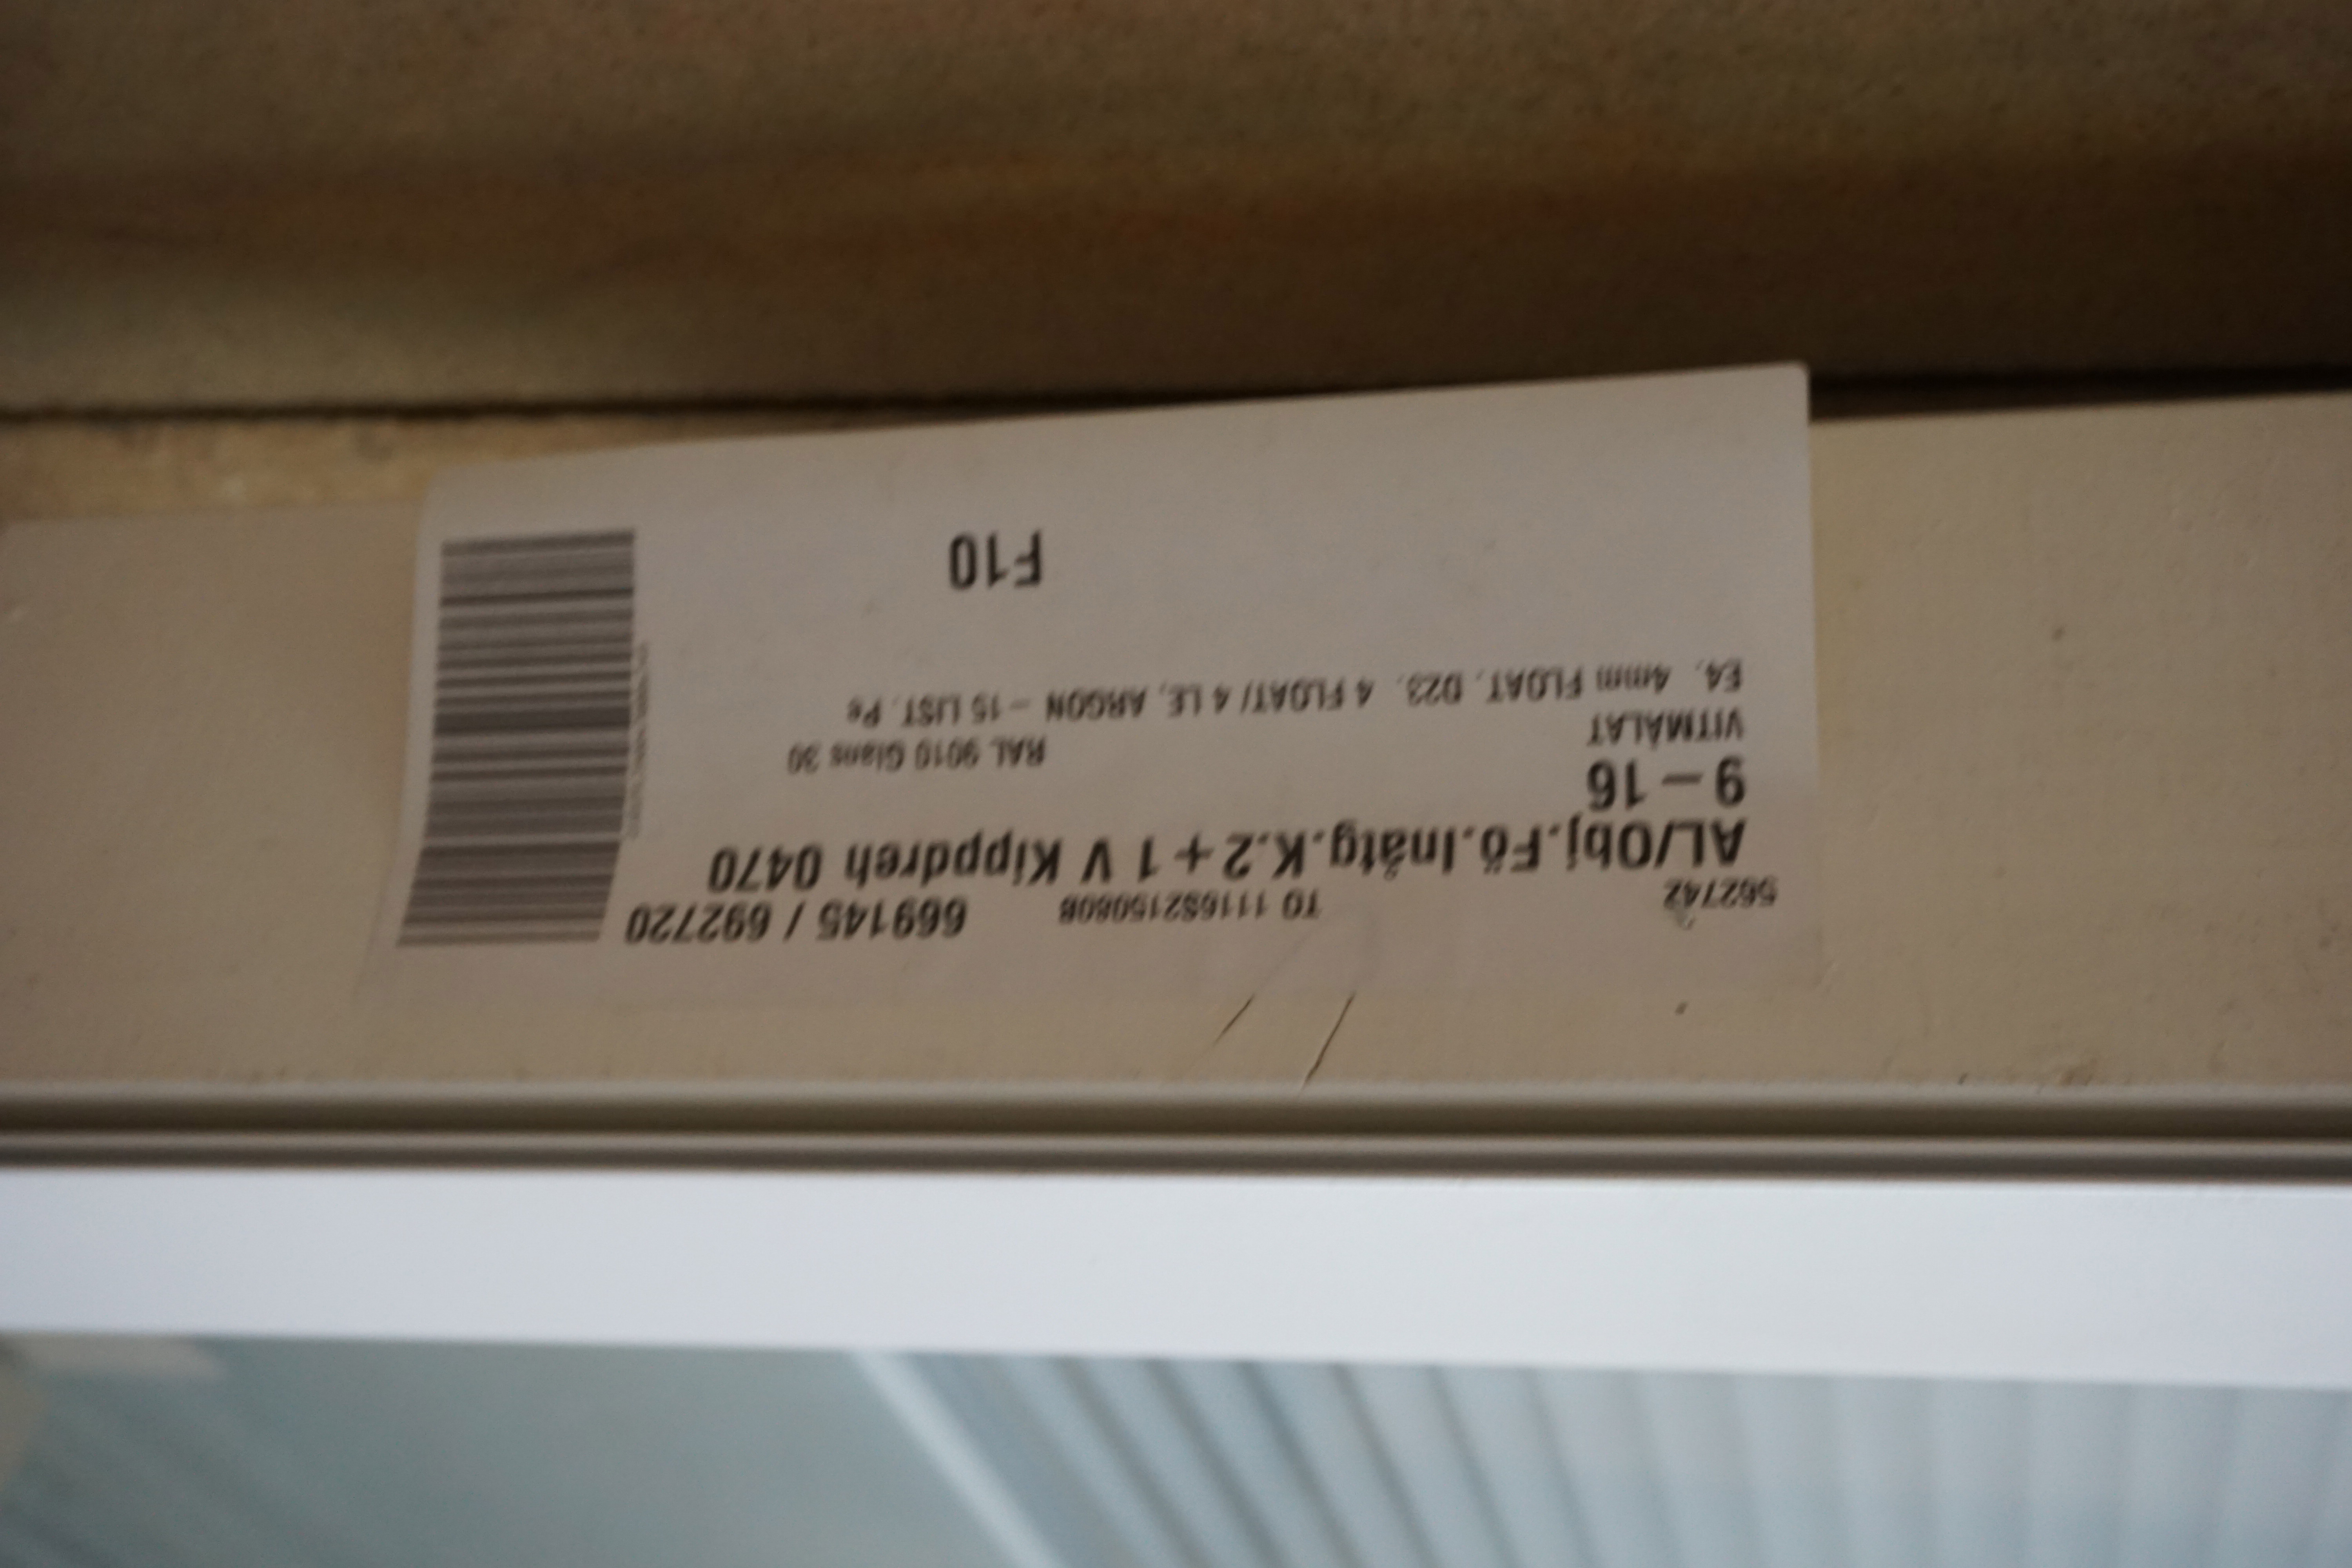 562742 TO 1116S2150808 669145 / 692720
AL/Obj.Fö.Inåtg.K.2+1 V Kippdreh 0470
9 – 16
VITMÅLAT RAL 9010 Glans 30
E4, 4mm FLOAT, D23, 4 FLOAT/ 4 LE, ARGON – 15 LIST, Pe
F10